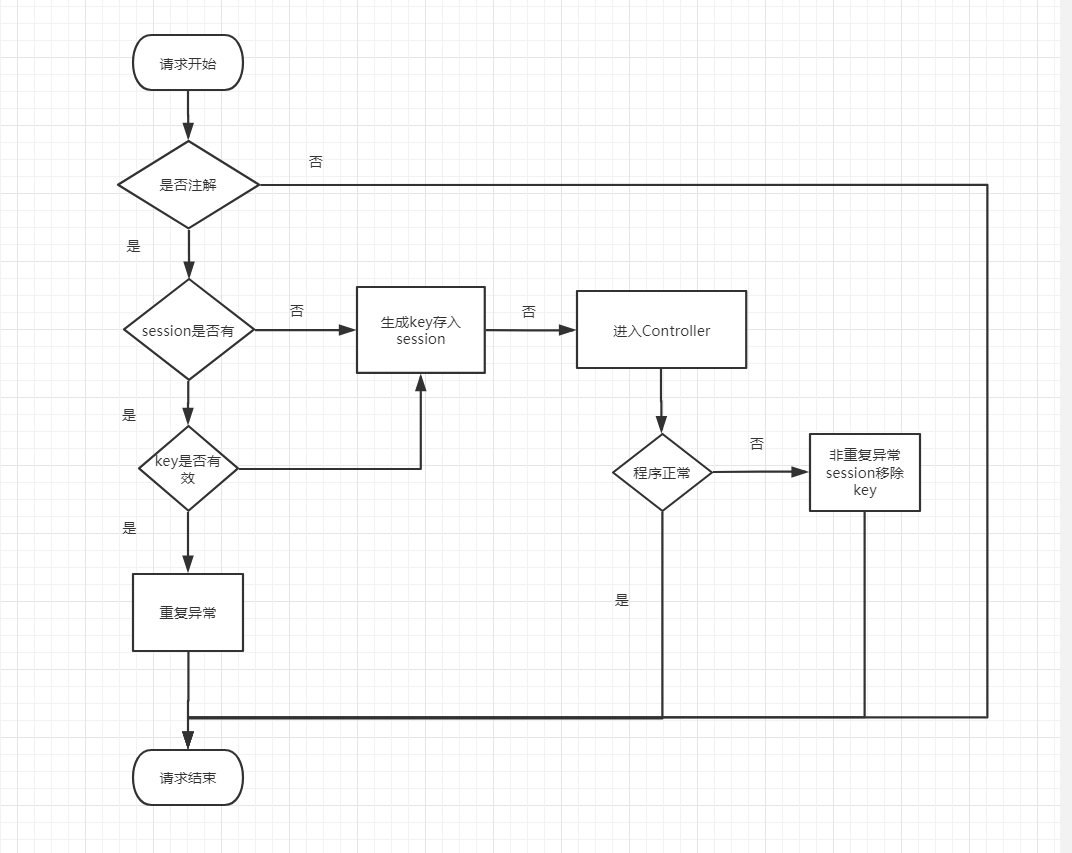 请求开始
否
是否注解
是
否
session是否有
生成key存入
session
否
进入Controller
是
key是否有
效
否
程序正常
非重复异常
session移除
key
是
重复异常
是
请求结束